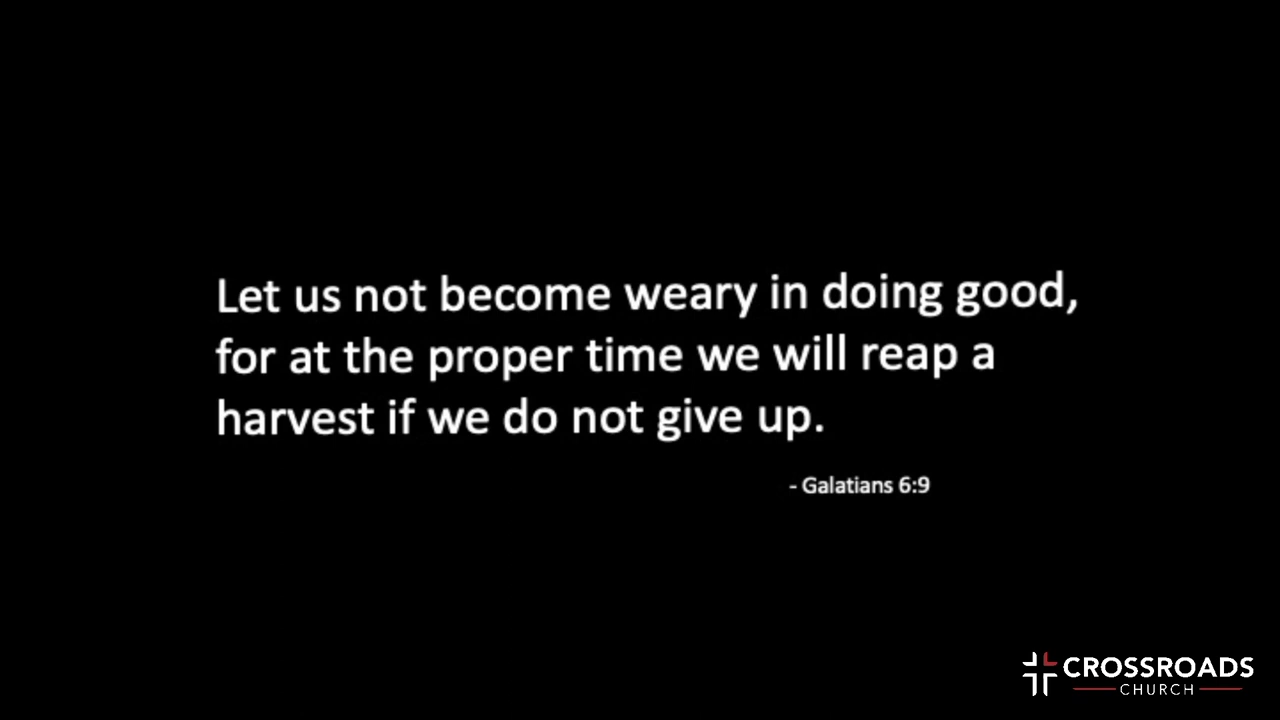 Let us not become weary in doing good,
for at the proper time we will reap a
harvest if we do not give up.
- Galatians 6:9
CROSSROADS
CHURCH